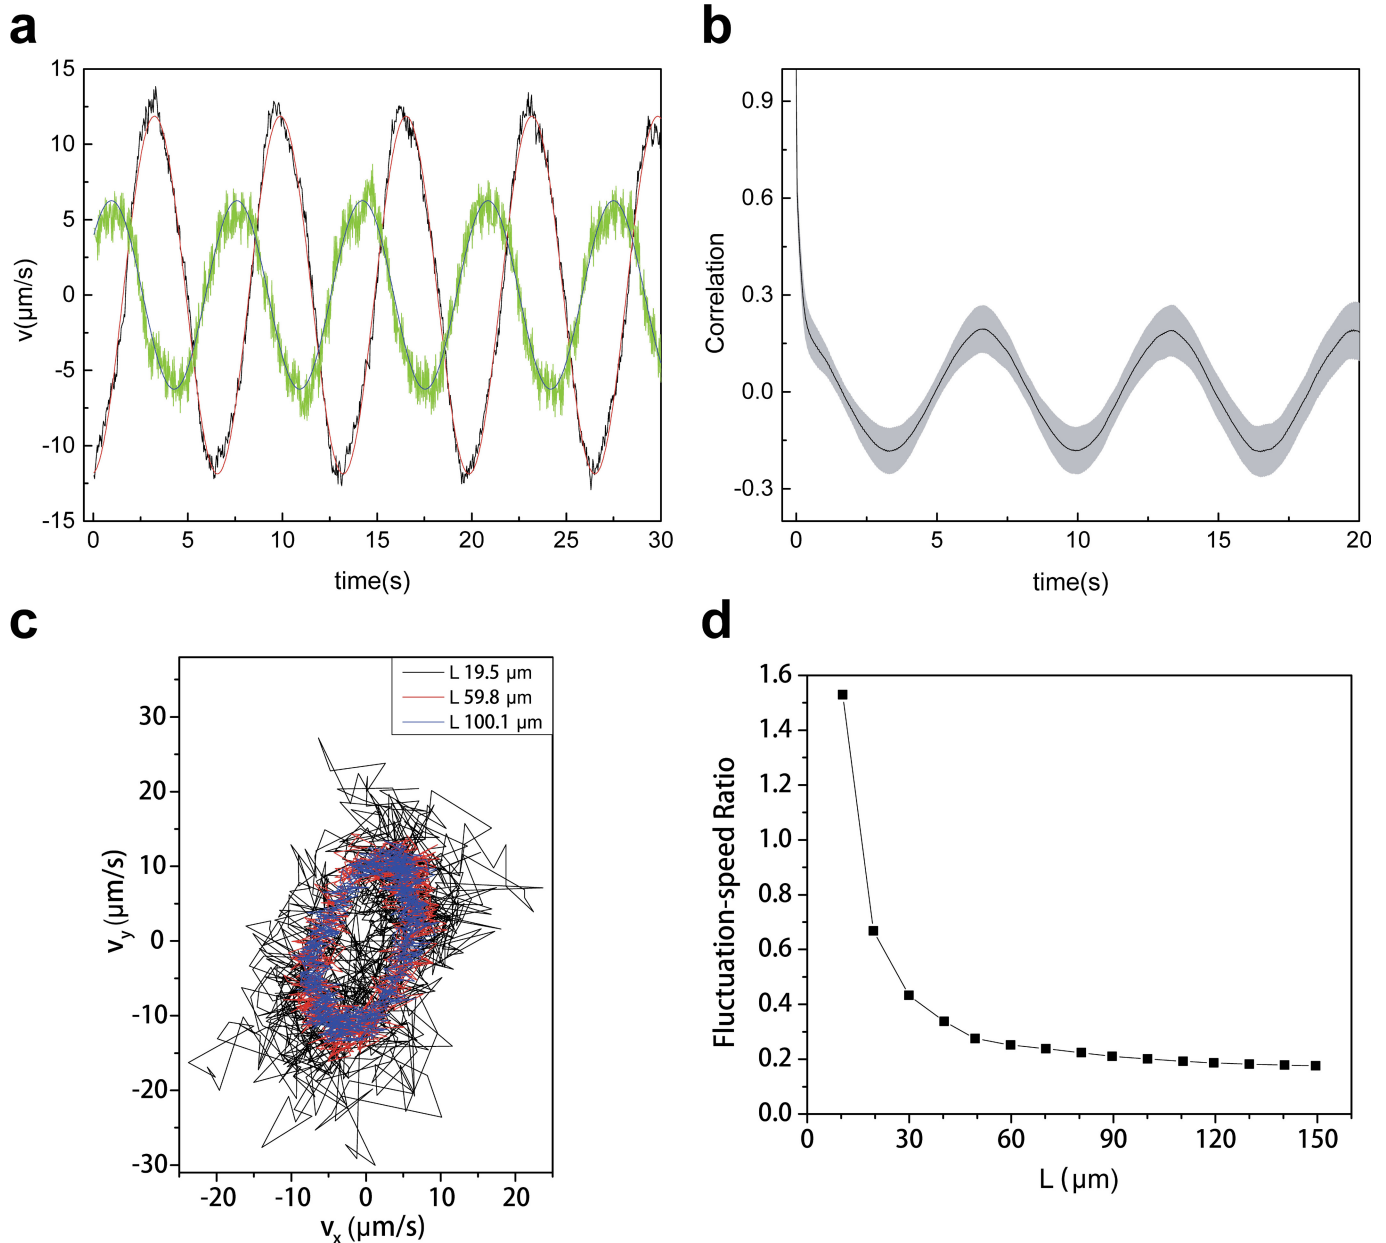 a
15
10
5
0
-5
-10
-15
v(μm/s)
0 5 10 15 20 25 30
time(s)
b
0.9
0.6
0.3
0.0
-0.3
Correlation
0 5 10 15 20
time(s)
c
L 19.5 μm
L 59.8 μm
L 100.1 μm
30
20
10
0
-10
-20
-30
vy (μm/s)
-20 -10 0 10 20
vx (μm/s)
d
1.6
1.4
1.2
1.0
0.8
0.6
0.4
0.2
0.0
Fluctuation-speed Ratio
0 30 60 90 120 150
L (μm)